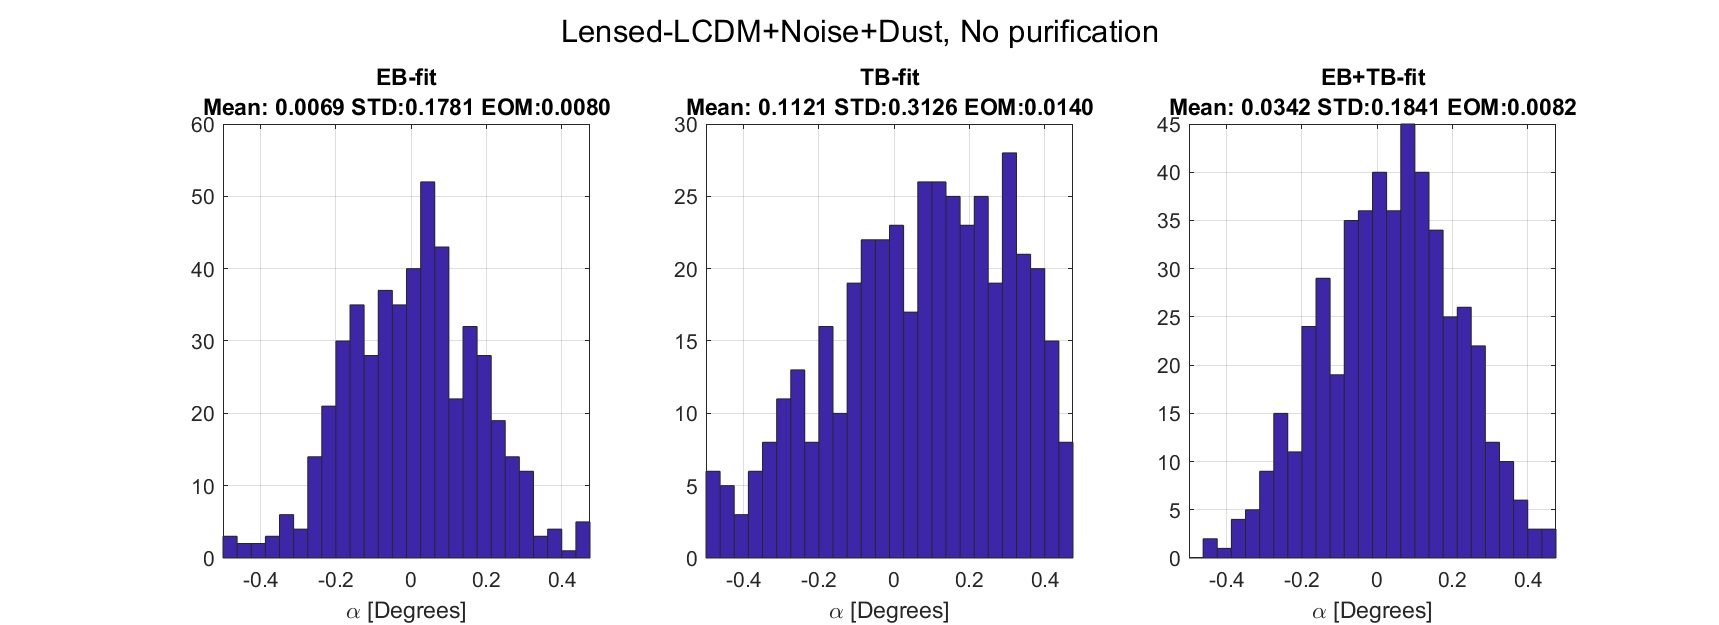 Lensed-LCDM+Noise+Dust, No purification
EB-fit
Mean: 0.0069 STD:0.1781 EOM:0.0080
60
50
40
30
20
10
0
-0.4 -0.2 0 0.2 0.4
α [Degrees]
TB-fit
Mean: 0.1121 STD:0.3126 EOM:0.0140
30
25
20
15
10
5
0
-0.4 -0.2 0 0.2 0.4
α [Degrees]
EB+TB-fit
Mean: 0.0342 STD:0.1841 EOM:0.0082
45
40
35
30
25
20
15
10
5
0
-0.4 -0.2 0 0.2 0.4
α [Degrees]